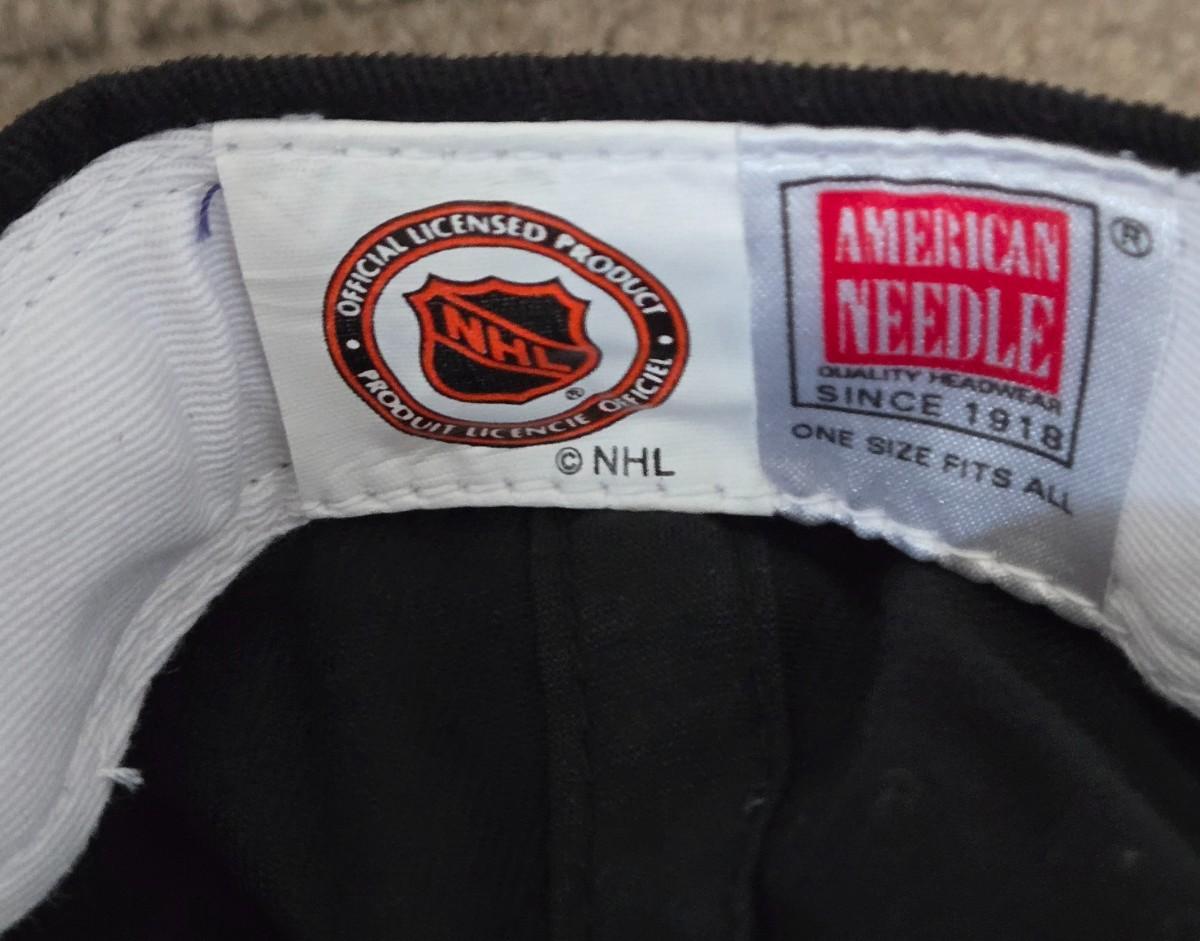 OFFICIAL LICENSED PRODUCT
NHL
®
PRODUIT LICENCIE OFFICIEL
© NHL
AMERICAN
NEEDLE
®
QUALITY HEADWEAR
SINCE 1918
ONE SIZE FITS ALL